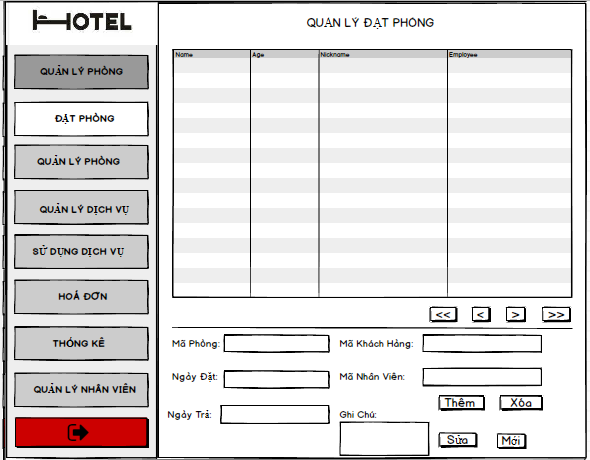 HOTEL
QUẢN LÝ PHÒNG
ĐẶT PHÒNG
QUẢN LÝ PHÒNG
QUẢN LÝ DỊCH VỤ
SỬ DỤNG DỊCH VỤ
HOÁ ĐƠN
THỐNG KÊ
QUẢN LÝ NHÂN VIÊN
QUẢN LÝ ĐẶT PHÒNG
Name Age Nickname Employee
<< < > >>
Mã Phòng: Mã Khách Hàng:
Ngày Đặt: Mã Nhân Viên:
Thêm Xóa
Ngày Trả: Ghi Chú:
Sửa Mới